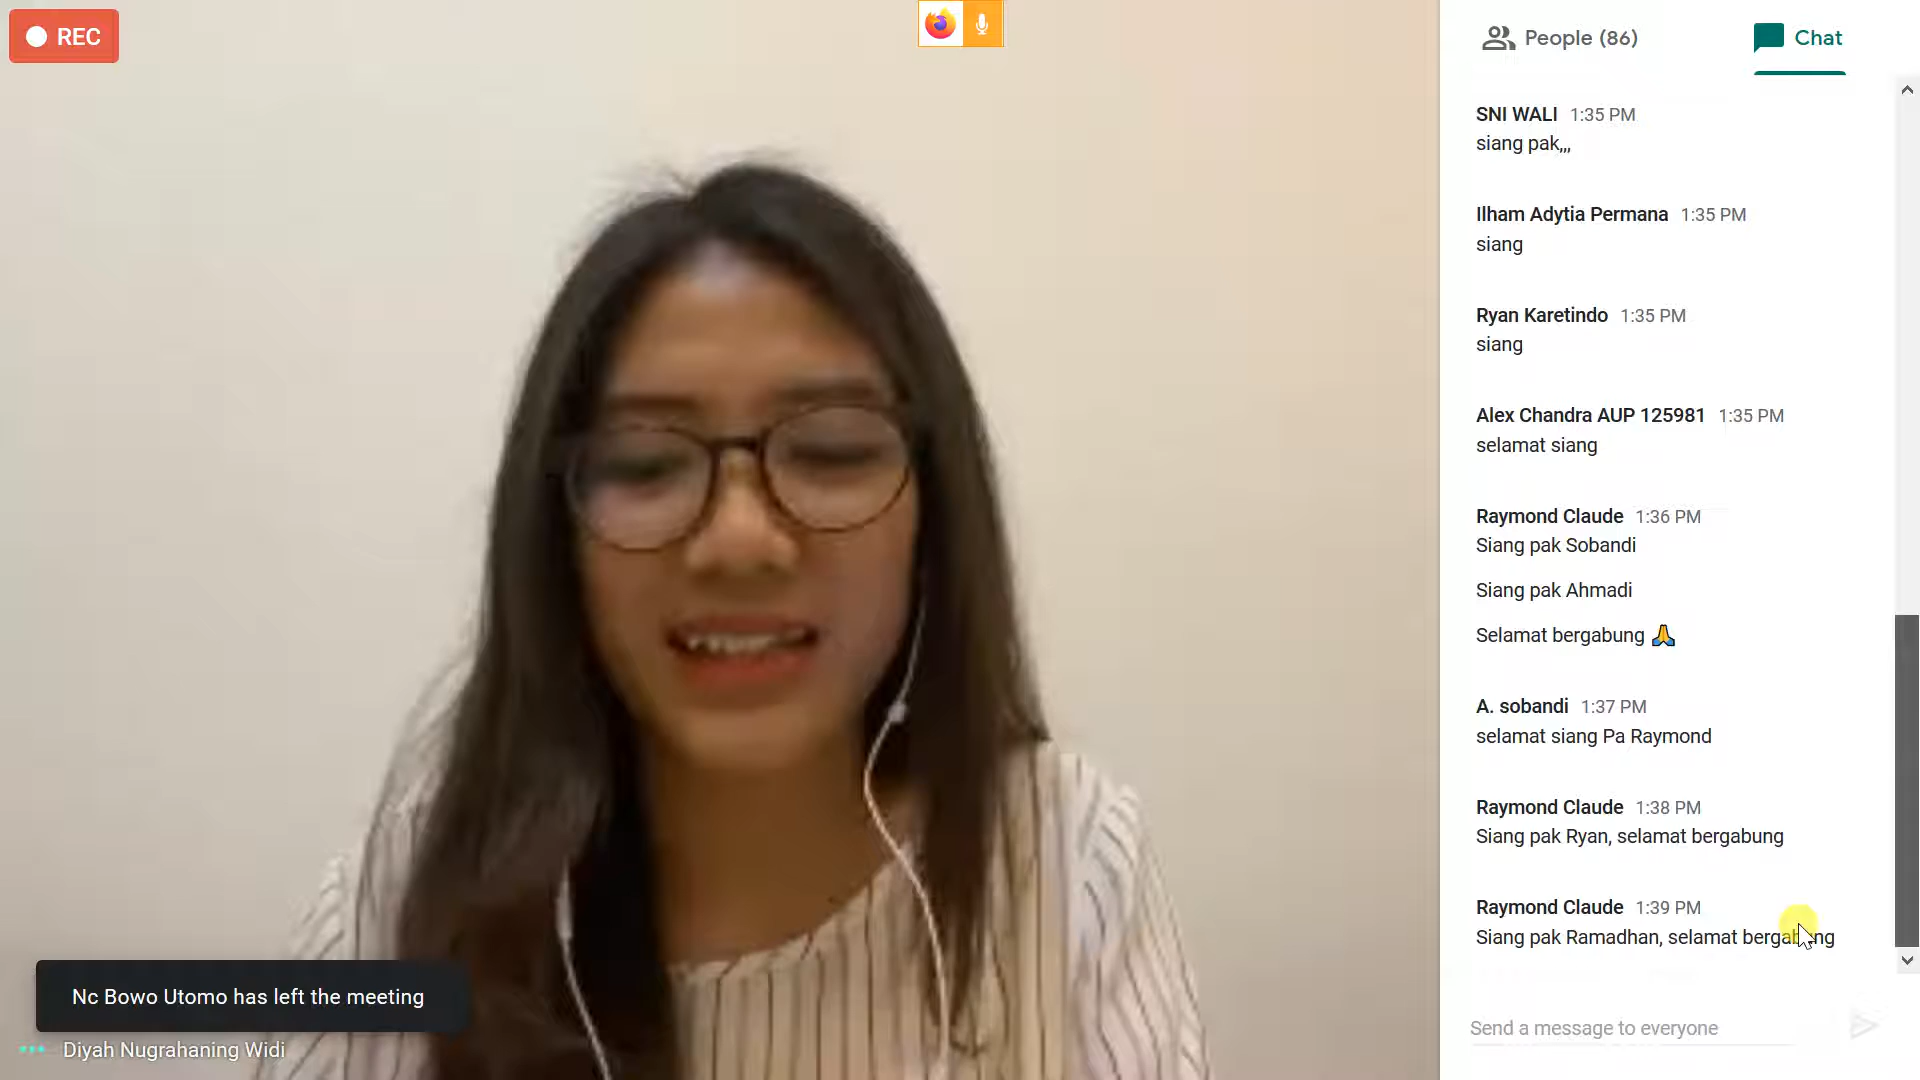 REC
People (86)
Chat
SNI WALI 1:35 PM
siang pak,,,
Ilham Adytia Permana 1:35 PM
siang
Ryan Karetindo 1:35 PM
siang
Alex Chandra AUP 125981 1:35 PM
selamat siang
Raymond Claude 1:36 PM
Siang pak Sobandi
Siang pak Ahmadi
Selamat bergabung 🙏
A. sobandi 1:37 PM
selamat siang Pa Raymond
Raymond Claude 1:38 PM
Siang pak Ryan, selamat bergabung
Raymond Claude 1:39 PM
Siang pak Ramadhan, selamat bergabung
Send a message to everyone
Nc Bowo Utomo has left the meeting
Diyah Nugrahaning Widi